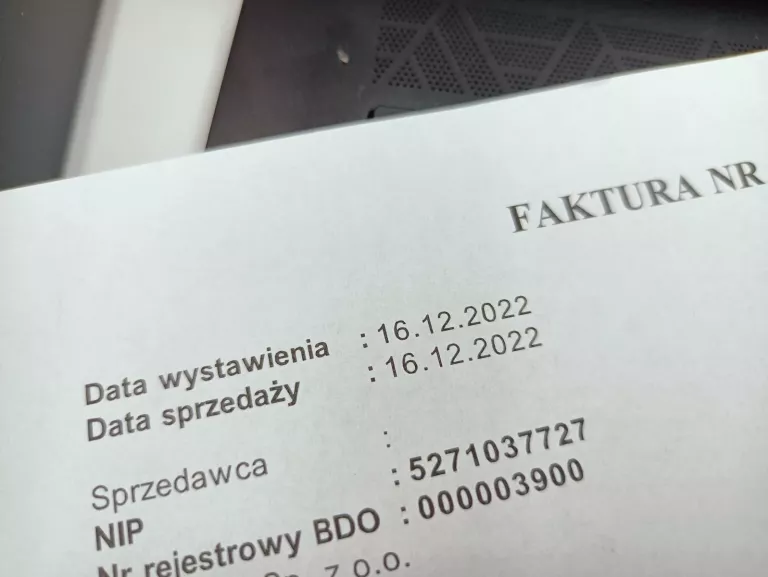 FAKTURA NR
Data wystawienia : 16.12.2022
Data sprzedaży : 16.12.2022
Sprzedawca :
NIP : 5271037727
Nr rejestrowy BDO : 000003900
z o.o.